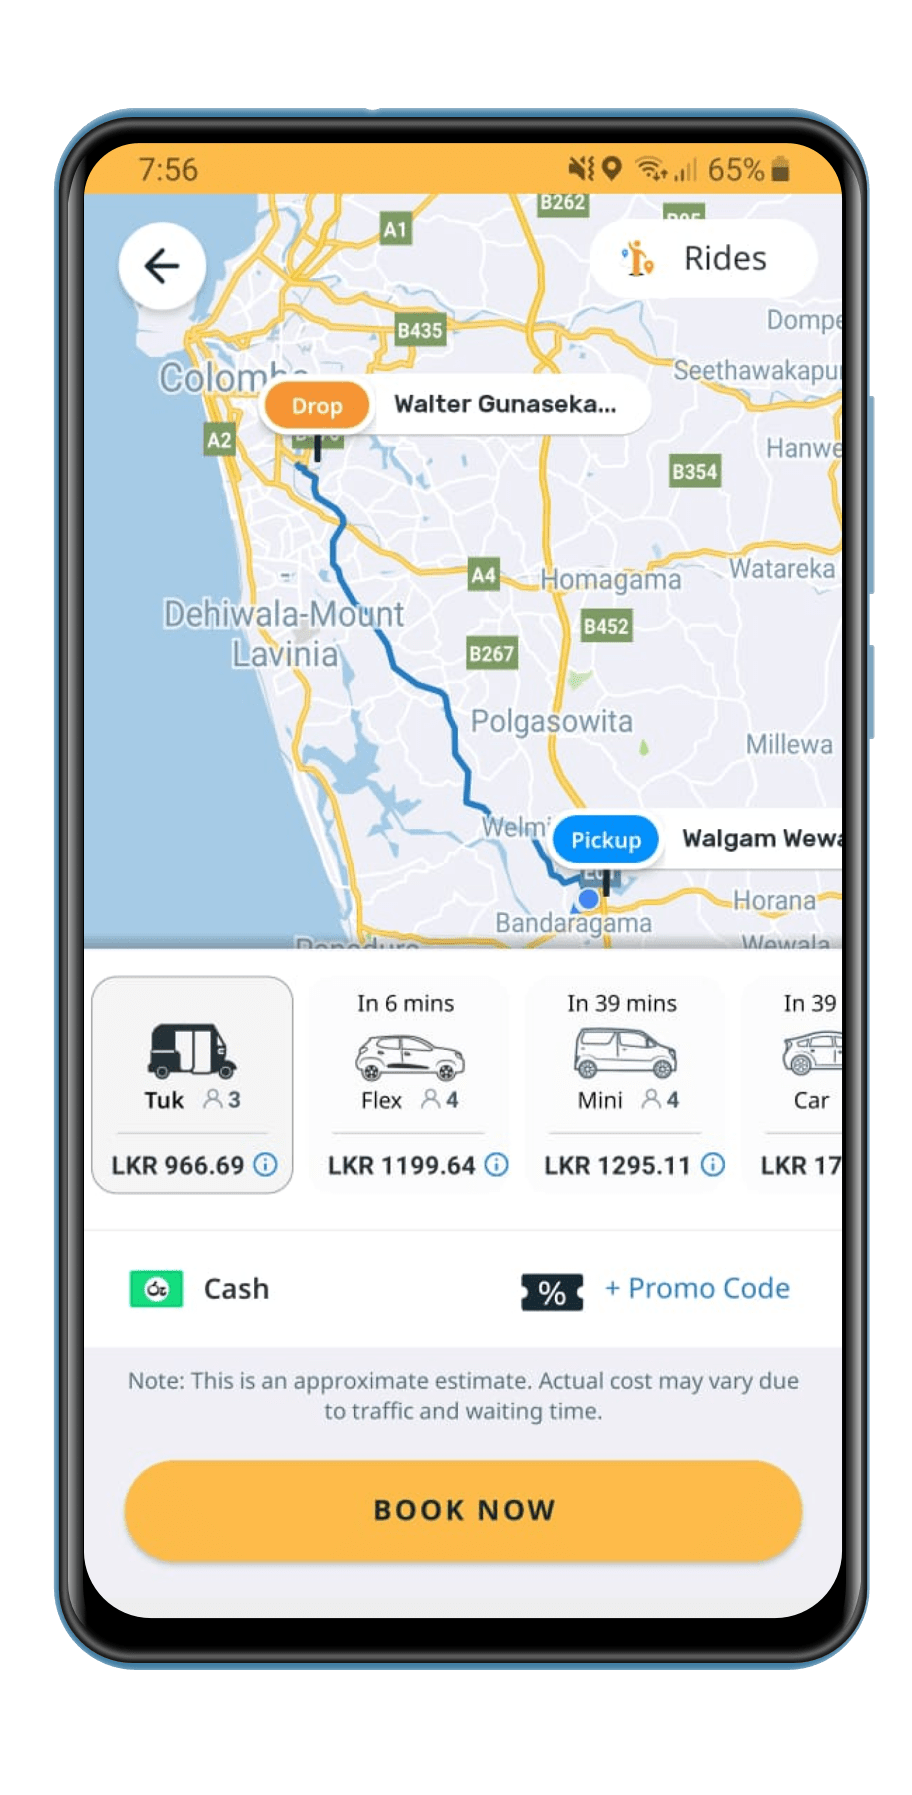 7:56
65%
B262
A1
Rides
Dompe
B435
Seethawakapu
Colomb
Drop
Walter Gunaseka...
A2
Hanwe
B354
A4
Homagama
Watareka
Dehiwala-Mount
Lavinia
B452
B267
Polgasowita
Millewa
Welmi
Pickup
Walgam Wewa
Horana
Bandaragama
Wewala
In 6 mins
In 39 mins
In 39
Tuk 3
Flex 4
Mini 4
Car
LKR 966.69
LKR 1199.64
LKR 1295.11
LKR 17
රු
Cash
%
+ Promo Code
Note: This is an approximate estimate. Actual cost may vary due
to traffic and waiting time.
BOOK NOW